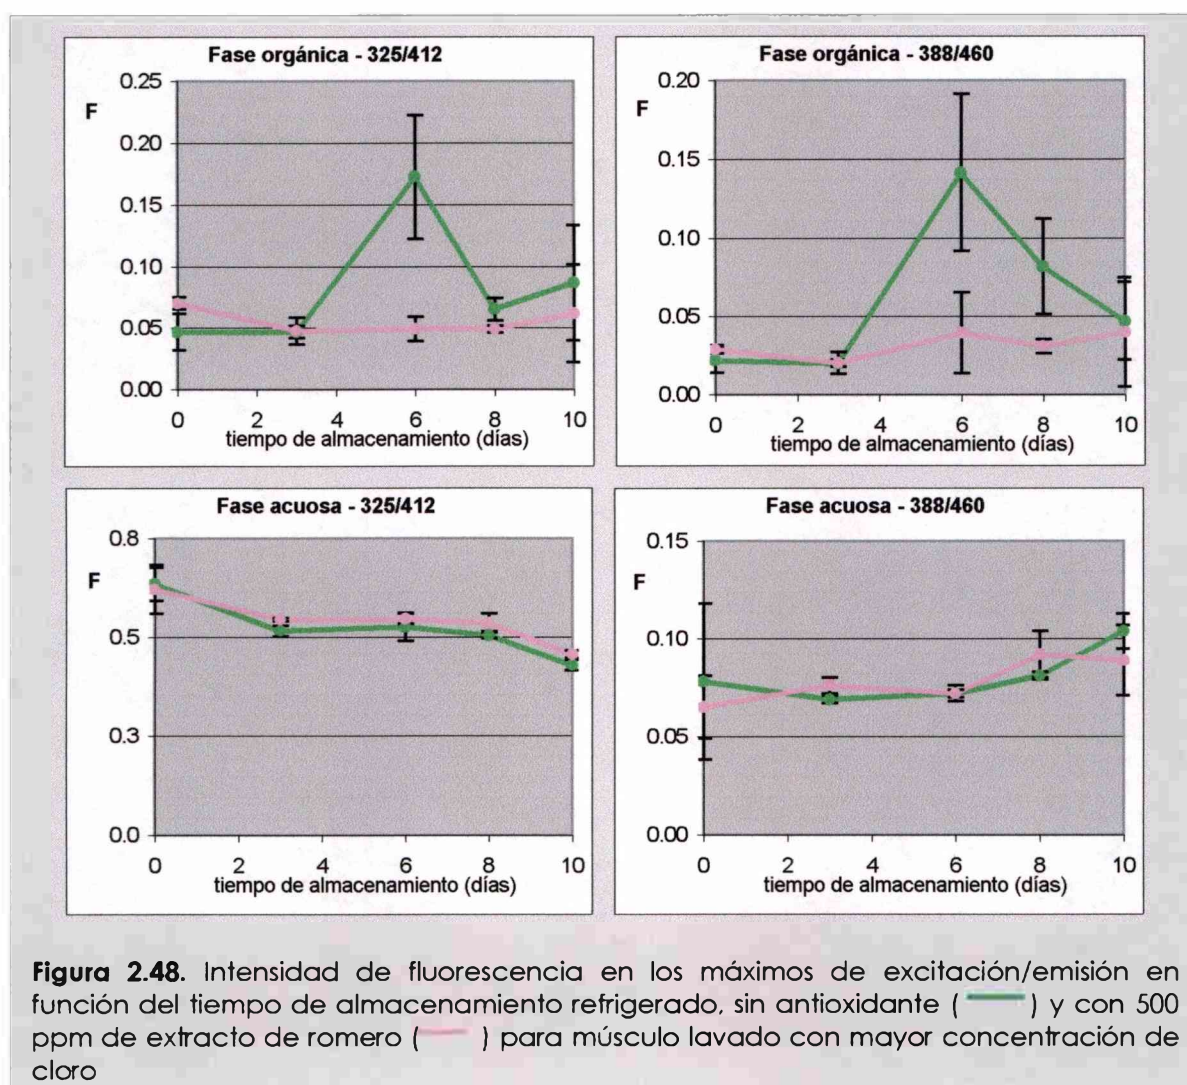 Fase orgánica - 325/412
F
0.25
0.20
0.15
0.10
0.05
0.00
0 2 4 6 8 10
tiempo de almacenamiento (días)
Fase orgánica - 388/460
F
0.20
0.15
0.10
0.05
0.00
0 2 4 6 8 10
tiempo de almacenamiento (días)
Fase acuosa - 325/412
F
0.8
0.5
0.3
0.0
0 2 4 6 8 10
tiempo de almacenamiento (días)
Fase acuosa - 388/460
F
0.15
0.10
0.05
0.00
0 2 4 6 8 10
tiempo de almacenamiento (días)
Figura 2.48. Intensidad de fluorescencia en los máximos de excitación/emisión en
función del tiempo de almacenamiento refrigerado, sin antioxidante ( ) y con 500
ppm de extracto de romero ( ) para músculo lavado con mayor concentración de
cloro